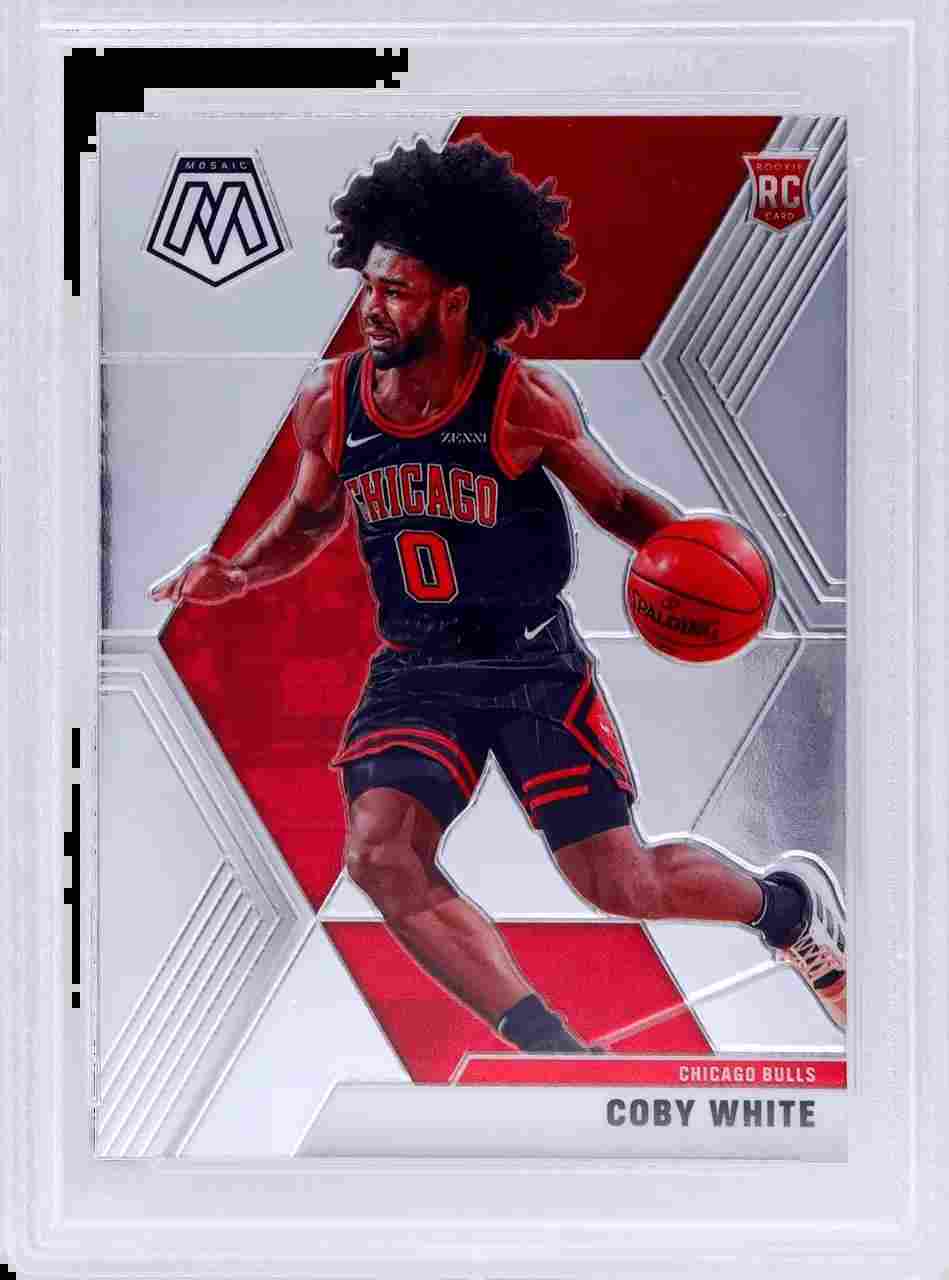 MOSAIC
ROOKIE
RC
CARD
ZENNI
CHICAGO
0
SPALDING
CHICAGO BULLS
COBY WHITE